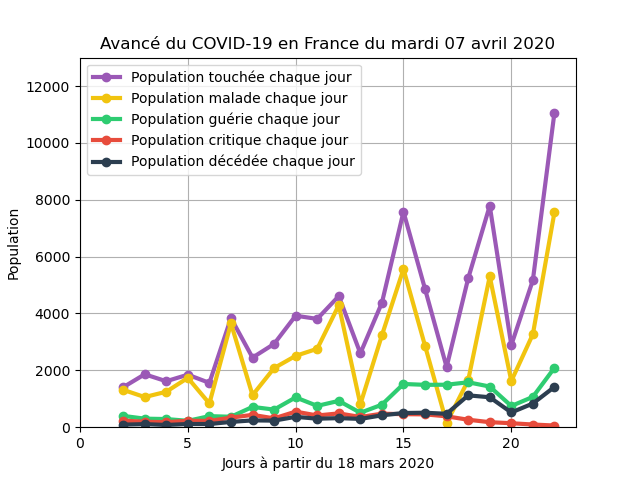 Avancé du COVID-19 en France du mardi 07 avril 2020
Population touchée chaque jour
Population malade chaque jour
Population guérie chaque jour
Population critique chaque jour
Population décédée chaque jour
12000
10000
8000
6000
4000
2000
0
Population
0 5 10 15 20
Jours à partir du 18 mars 2020